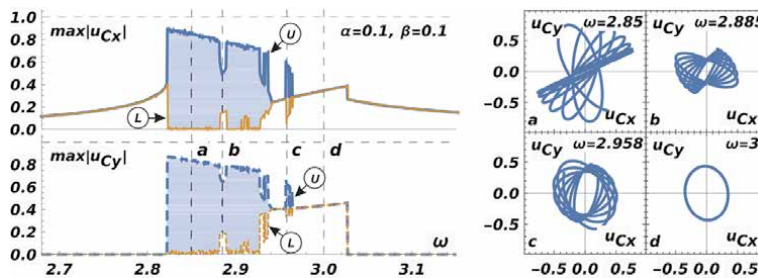 1.0
0.8
0.6
0.4
0.2
0.0
max|uCx|
α=0.1, β=0.1
U
L
0.8
0.6
0.4
0.2
0.0
max|uCy|
a b c d
U
L
ω
2.7 2.8 2.9 3.0 3.1
uCy ω=2.85
uCx
a
uCy ω=2.885
uCx
b
uCy ω=2.958
uCx
c
uCy ω=3
uCx
d
0.5
0.0
−0.5
0.5
0.0
−0.5
−0.5 0.0 0.5 −0.5 0.0 0.5